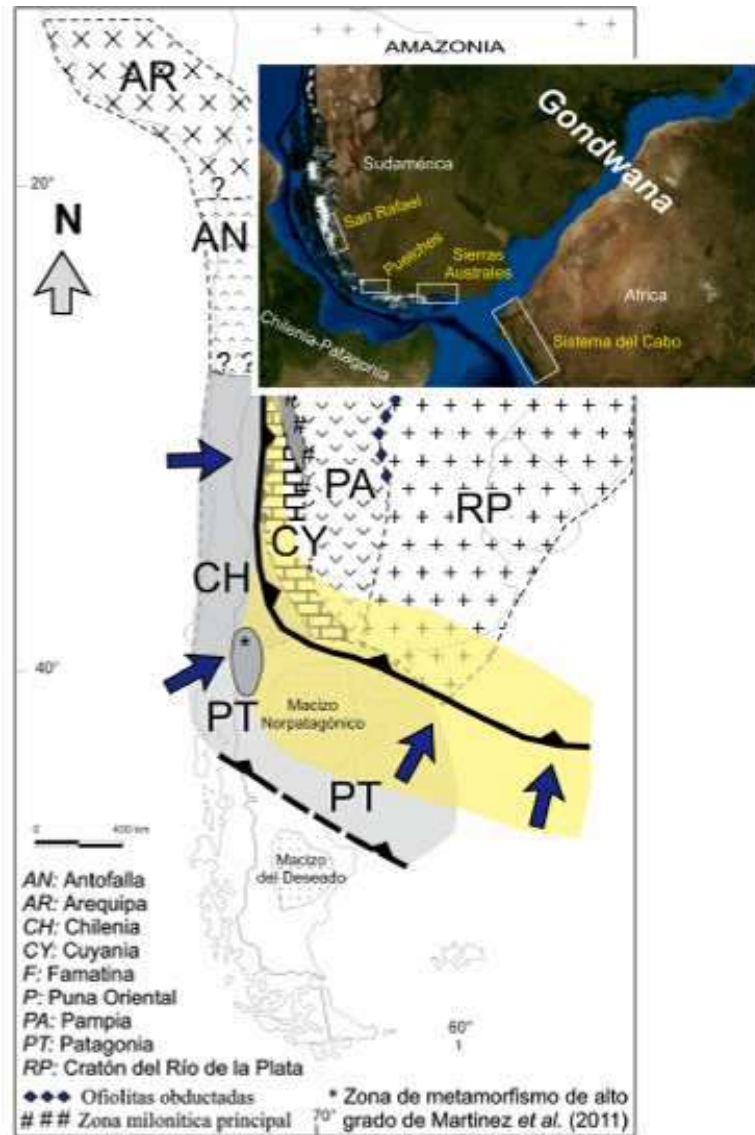 AMAZONIA
AR
Gondwana
Sudamérica
San Rafael
Puelches
Sierras
Australes
Africa
Chilenia-Patagonia
Sistema del Cabo
20°
?
N
AN
? ?
PA
RP
CY
CH
40°
*
Macizo
Norpatagónico
PT
PT
0 400 km
Macizo
del Deseado
AN: Antofalla
AR: Arequipa
CH: Chilenia
CY: Cuyania
F: Famatina
P: Puna Oriental
PA: Pampia
PT: Patagonia
RP: Cratón del Río de la Plata
60°
70°
Ofiolitas obductadas
### Zona milonítica principal
* Zona de metamorfismo de alto
grado de Martinez et al. (2011)